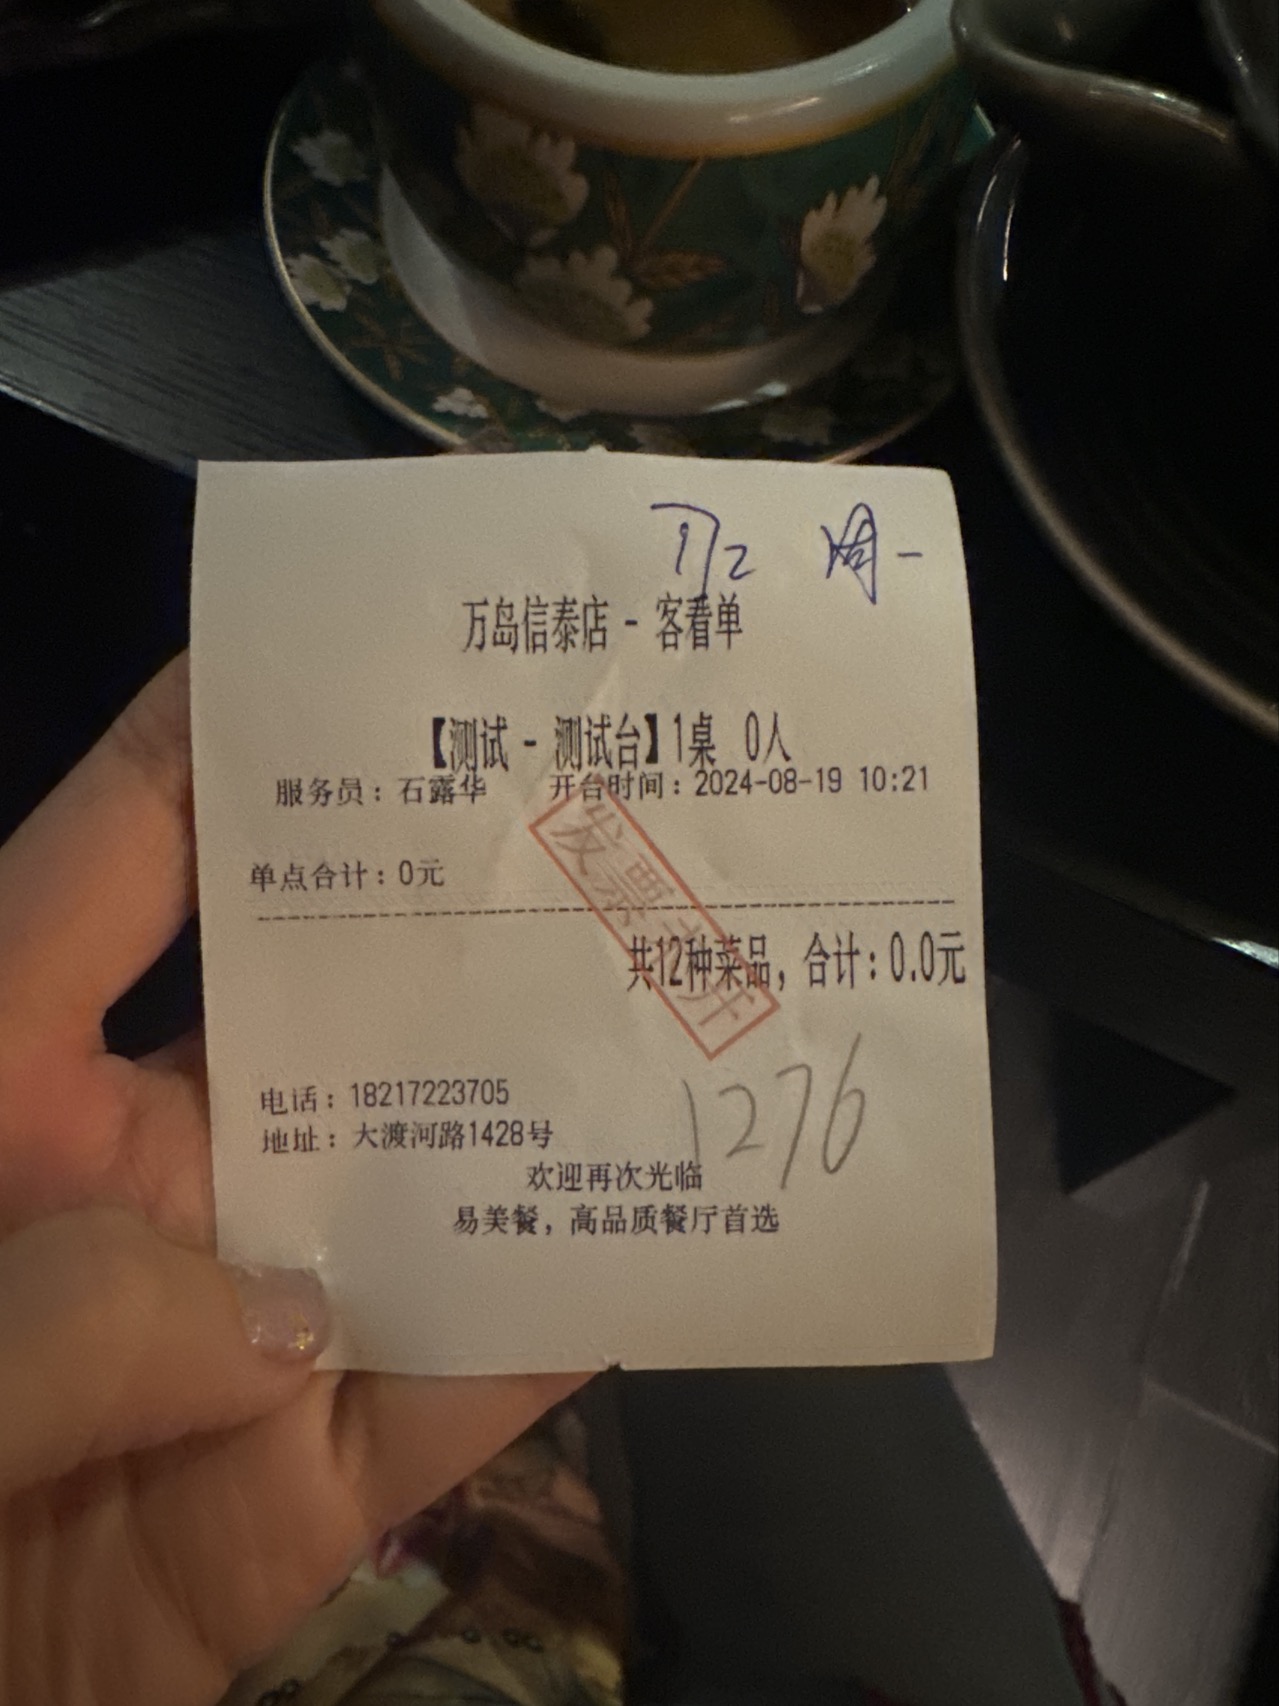 周一
万岛信泰店 - 客看单
【测试 - 测试台】1桌 0人
服务员：石露华 开台时间：2024-08-19 10:21
单点合计：0元
发票已开
共12种菜品，合计：0.0元
1276
电话：18217223705
地址：大渡河路1428号
欢迎再次光临
易美餐，高品质餐厅首选